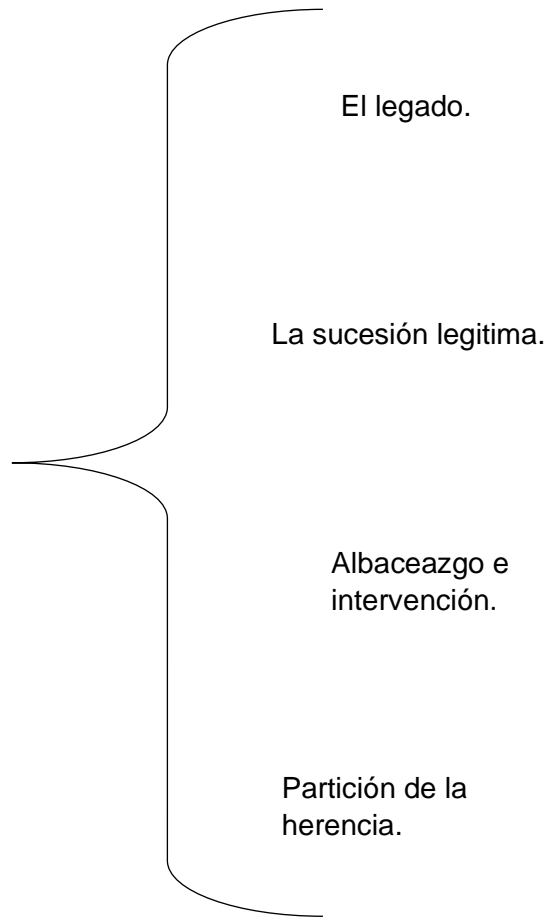 El legado.
La sucesión legitima.
Albaceazgo e
intervención.
Partición de la
herencia.